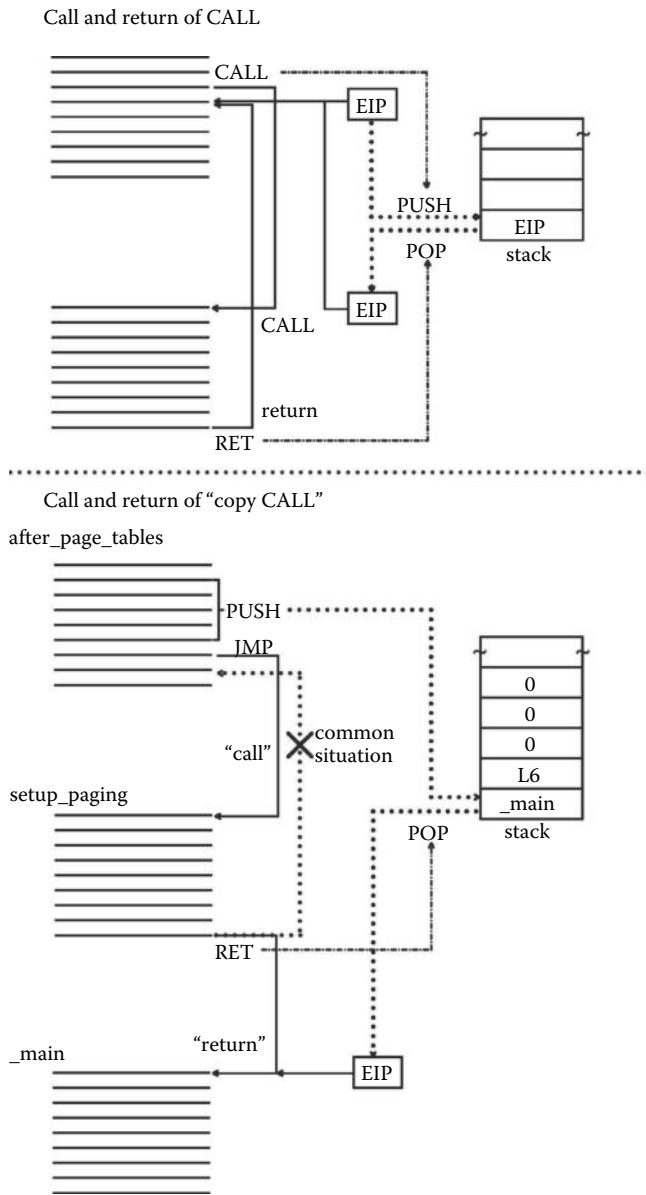 Call and return of CALL
CALL
EIP
PUSH
EIP
POP
stack
EIP
CALL
return
RET
Call and return of “copy CALL”
after_page_tables
PUSH
JMP
0
common
0
“call”
situation
0
L6
setup_paging
_main
POP
stack
RET
“return”
_main
EIP